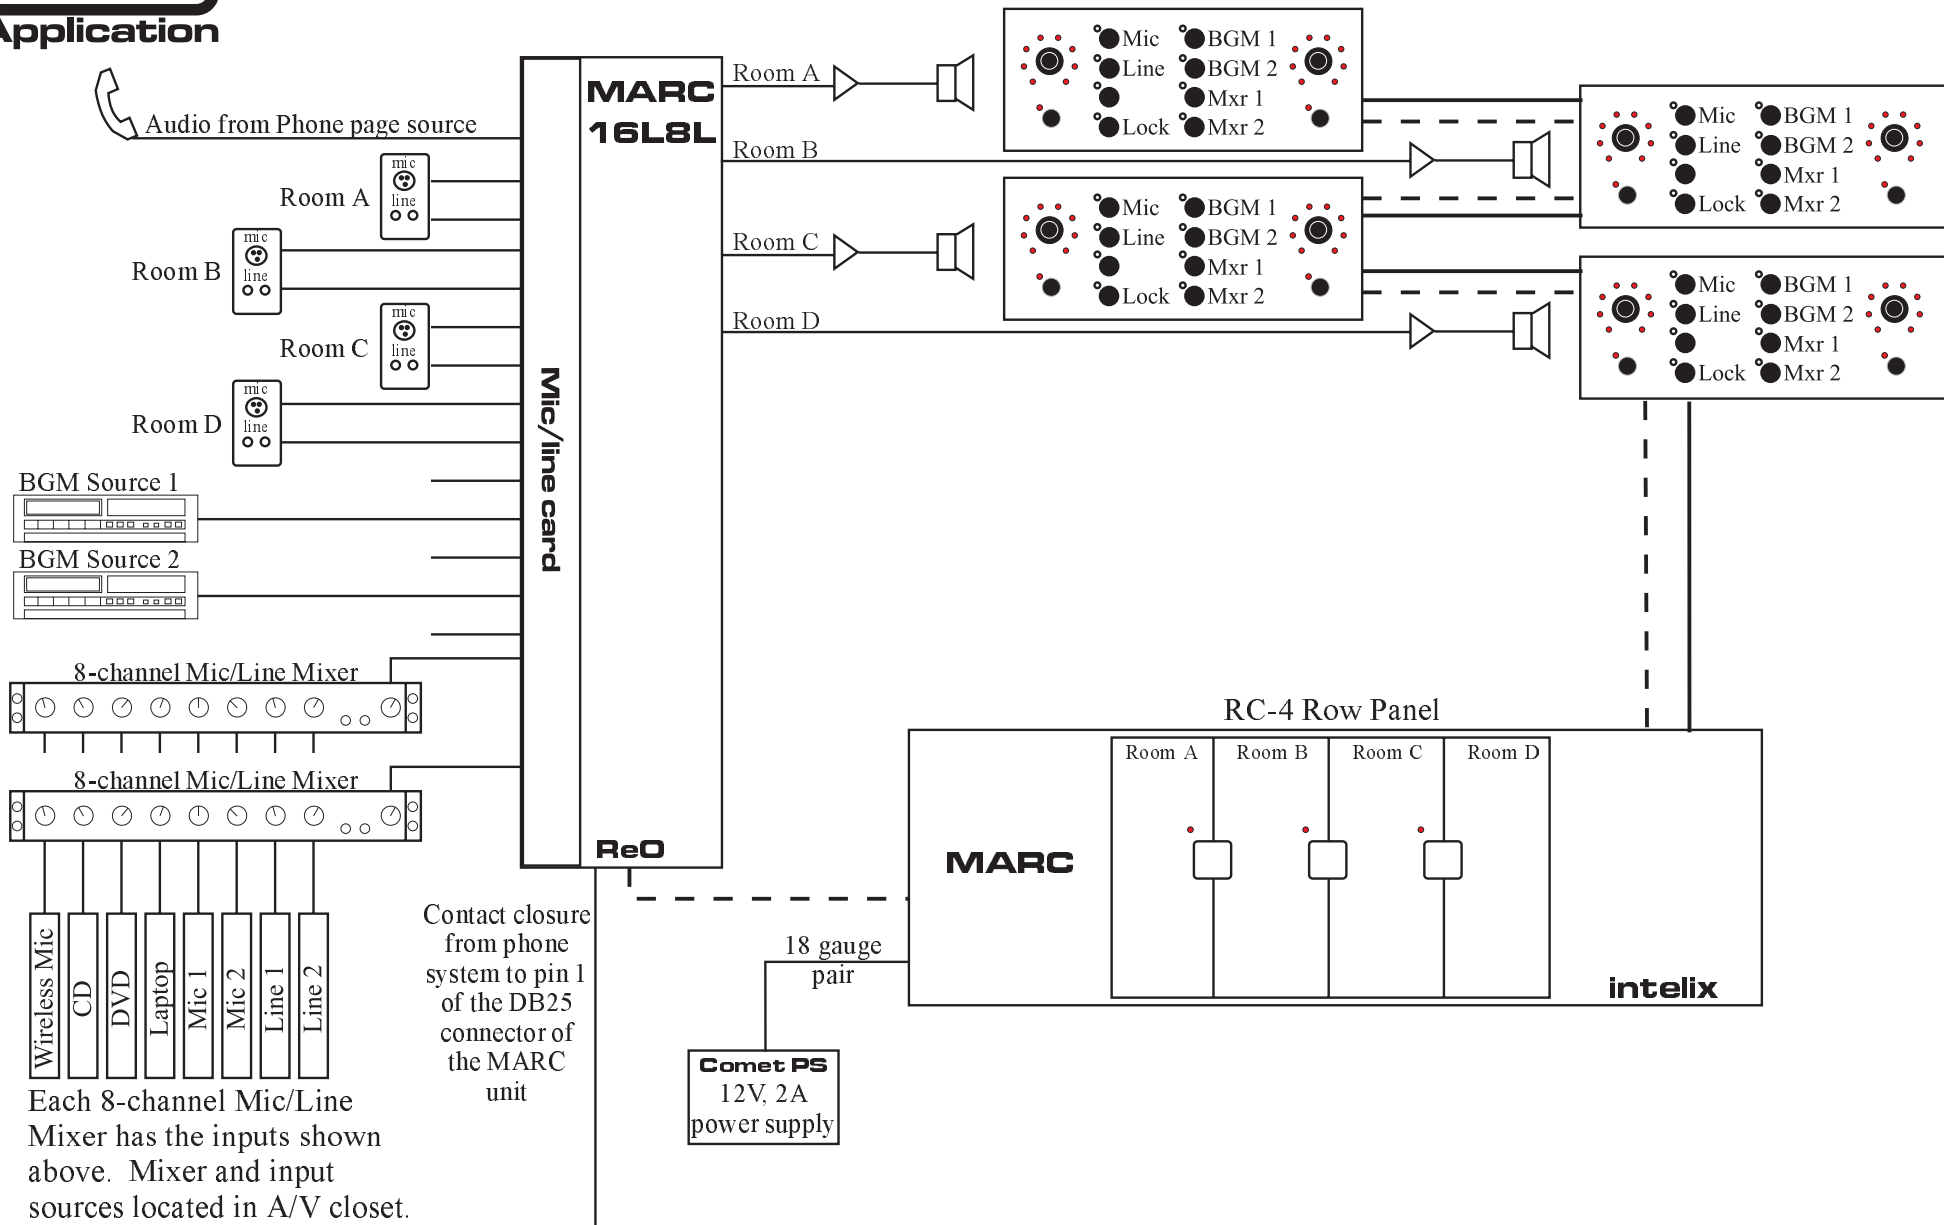 Application
Audio from Phone page source
MARC
16L8L
Mic/line card
ReO
mic
line
Room A
mic
line
Room B
mic
line
Room C
mic
line
Room D
BGM Source 1
BGM Source 2
8-channel Mic/Line Mixer
8-channel Mic/Line Mixer
Wireless Mic
CD
DVD
Laptop
Mic 1
Mic 2
Line 1
Line 2
Each 8-channel Mic/Line
Mixer has the inputs shown
above. Mixer and input
sources located in A/V closet.
Contact closure
from phone
system to pin 1
of the DB25
connector of
the MARC
unit
Room A
Room B
Room C
Room D
Mic BGM 1
Line BGM 2
Mxr 1
Lock Mxr 2
Mic BGM 1
Line BGM 2
Mxr 1
Lock Mxr 2
Mic BGM 1
Line BGM 2
Mxr 1
Lock Mxr 2
Mic BGM 1
Line BGM 2
Mxr 1
Lock Mxr 2
RC-4 Row Panel
Room A Room B Room C Room D
MARC
intelix
18 gauge
pair
Comet PS
12V, 2A
power supply